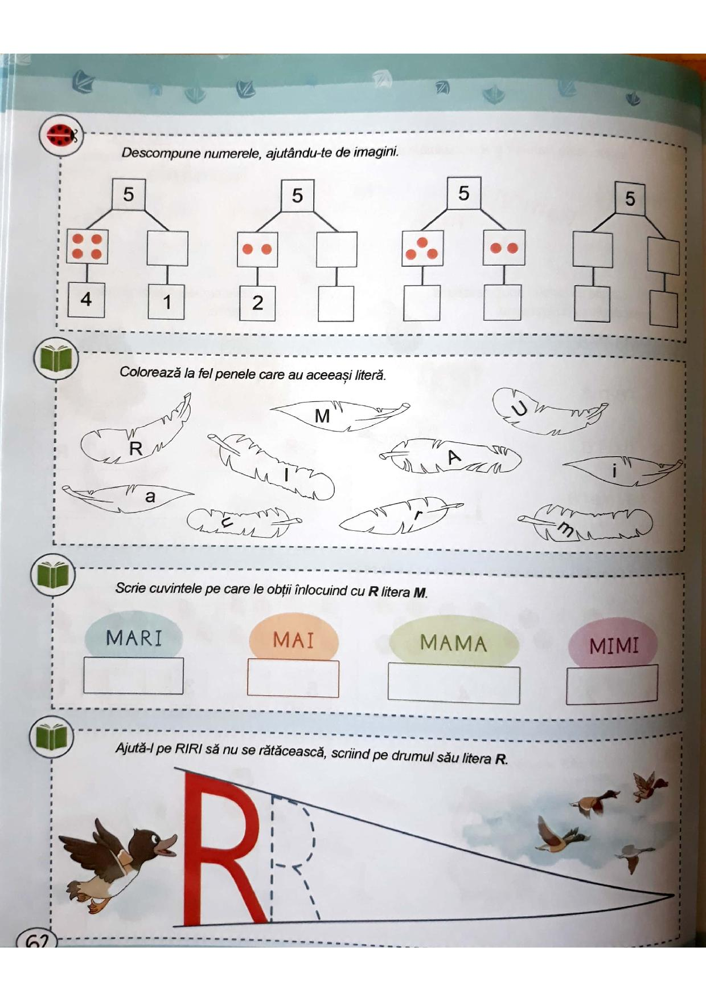 Descompune numerele, ajutându-te de imagini.
5 5 5 5
4 1 2
Colorează la fel penele care au aceeași literă.
M U
R A
I i
a u r m
Scrie cuvintele pe care le obții înlocuind cu R litera M.
MARI MAI MAMA MIMI
Ajută-l pe RIRI să nu se rătăcească, scriind pe drumul său litera R.
R R
62